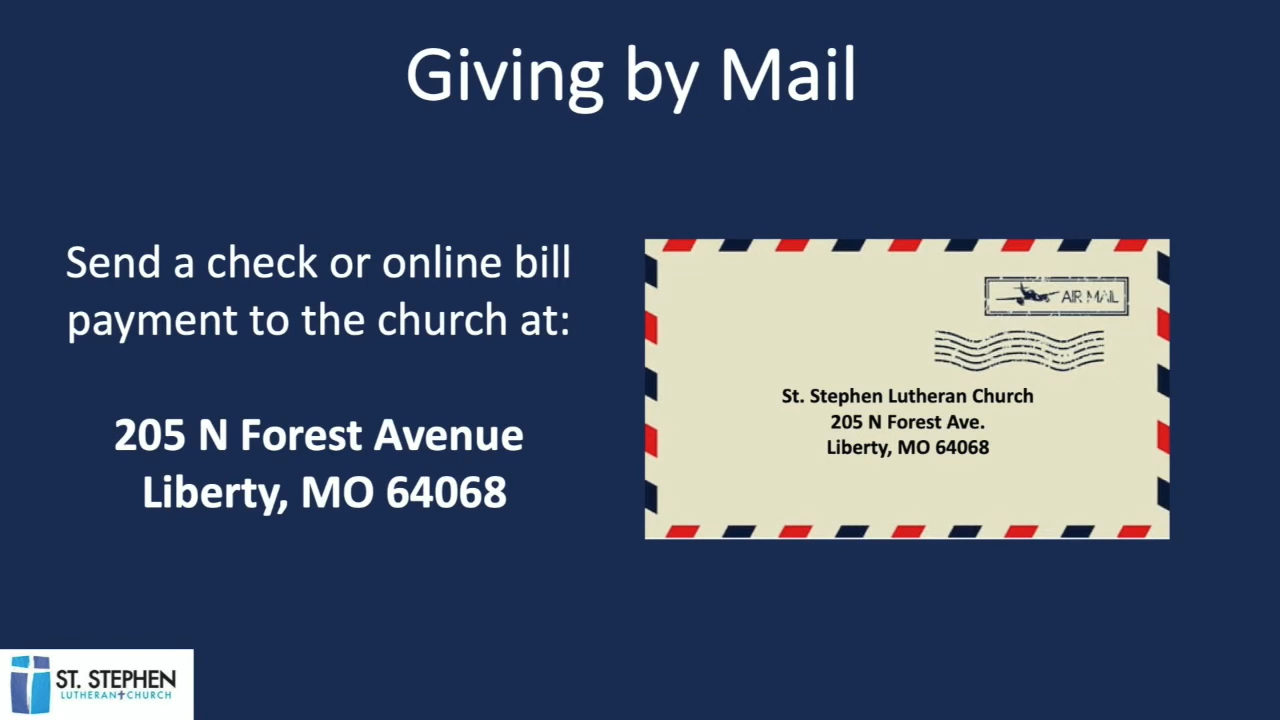 Giving by Mail
Send a check or online bill
payment to the church at:
205 N Forest Avenue
Liberty, MO 64068
AIR MAIL
St. Stephen Lutheran Church
205 N Forest Ave.
Liberty, MO 64068
ST. STEPHEN
LUTHERAN CHURCH